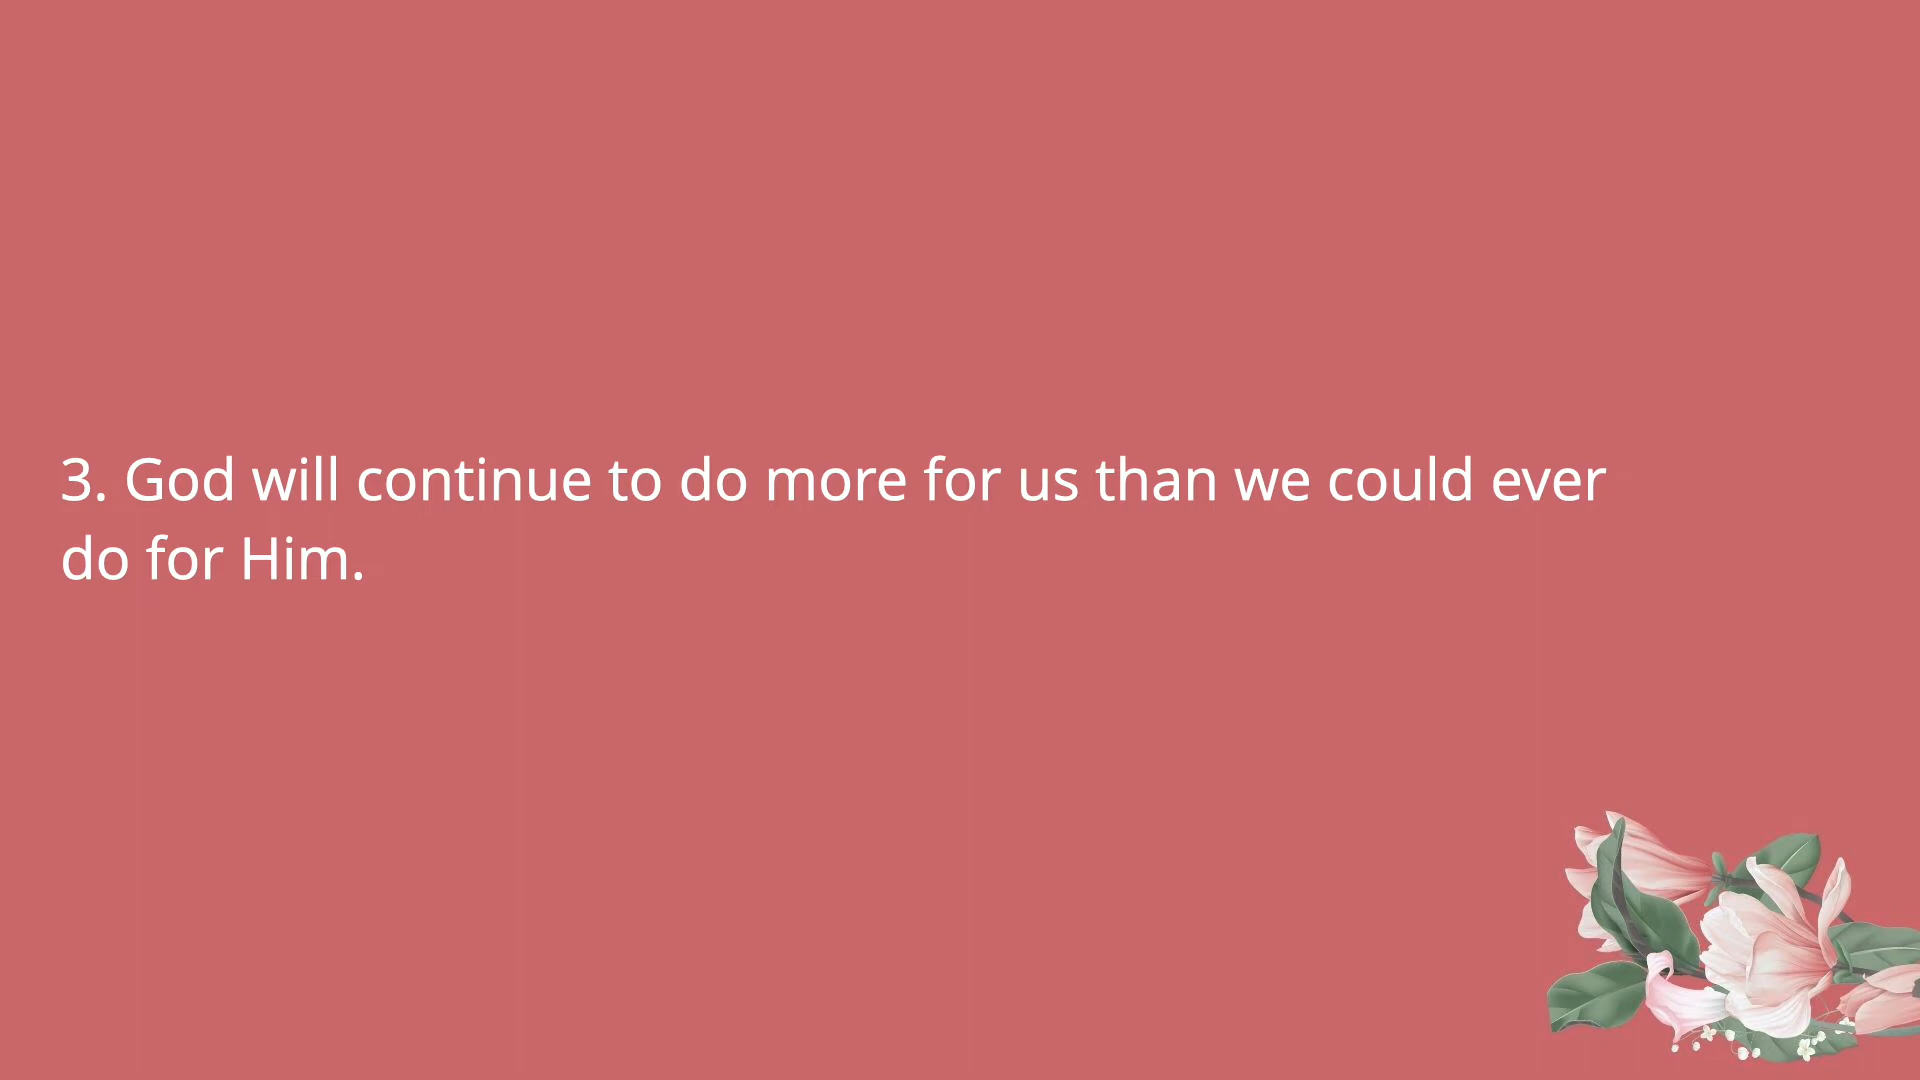 3. God will continue to do more for us than we could ever
do for Him.